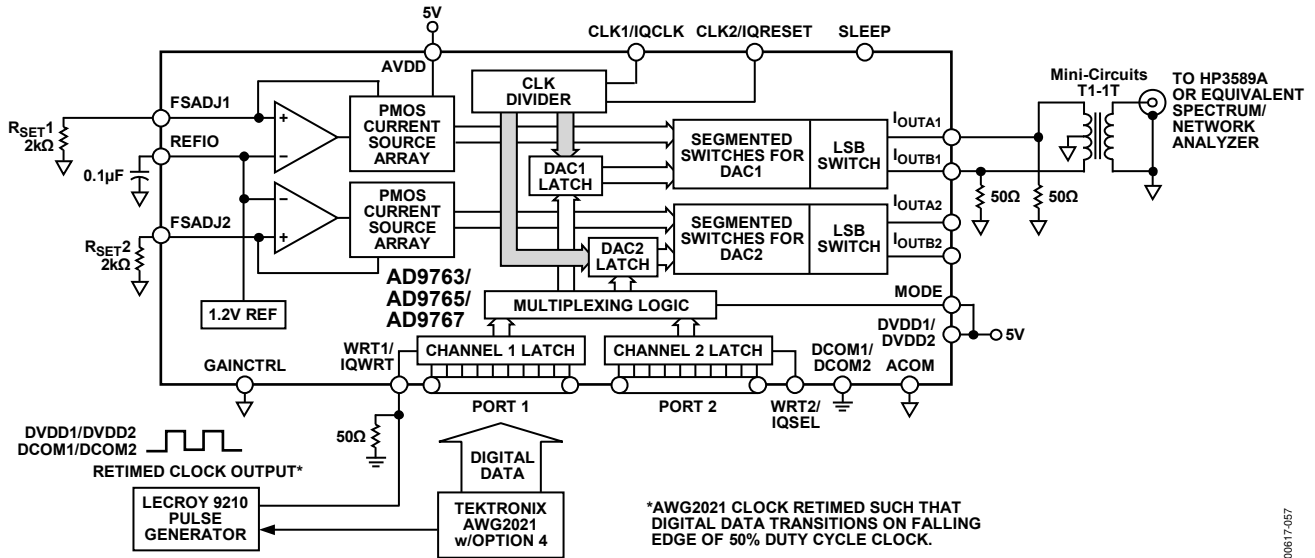 5V
CLK1/IQCLK
CLK2/IQRESET
SLEEP
AVDD
CLK
DIVIDER
Mini-Circuits
T1-1T
TO HP3589A
OR EQUIVALENT
SPECTRUM/
NETWORK
ANALYZER
FSADJ1
RSET1
2kΩ
REFIO
0.1µF
+
–
PMOS
CURRENT
SOURCE
ARRAY
DAC1
LATCH
SEGMENTED
SWITCHES FOR
DAC1
LSB
SWITCH
IOUTA1
IOUTB1
50Ω
50Ω
FSADJ2
RSET2
2kΩ
–
+
PMOS
CURRENT
SOURCE
ARRAY
DAC2
LATCH
SEGMENTED
SWITCHES FOR
DAC2
LSB
SWITCH
IOUTA2
IOUTB2
AD9763/
AD9765/
AD9767
1.2V REF
MULTIPLEXING LOGIC
MODE
DVDD1/
DVDD2
5V
GAINCTRL
WRT1/
IQWRT
CHANNEL 1 LATCH
CHANNEL 2 LATCH
DCOM1/
DCOM2
ACOM
PORT 1
PORT 2
WRT2/
IQSEL
50Ω
DVDD1/DVDD2
DCOM1/DCOM2
RETIMED CLOCK OUTPUT*
DIGITAL
DATA
LECROY 9210
PULSE
GENERATOR
TEKTRONIX
AWG2021
w/OPTION 4
*AWG2021 CLOCK RETIMED SUCH THAT
DIGITAL DATA TRANSITIONS ON FALLING
EDGE OF 50% DUTY CYCLE CLOCK.
00617-057